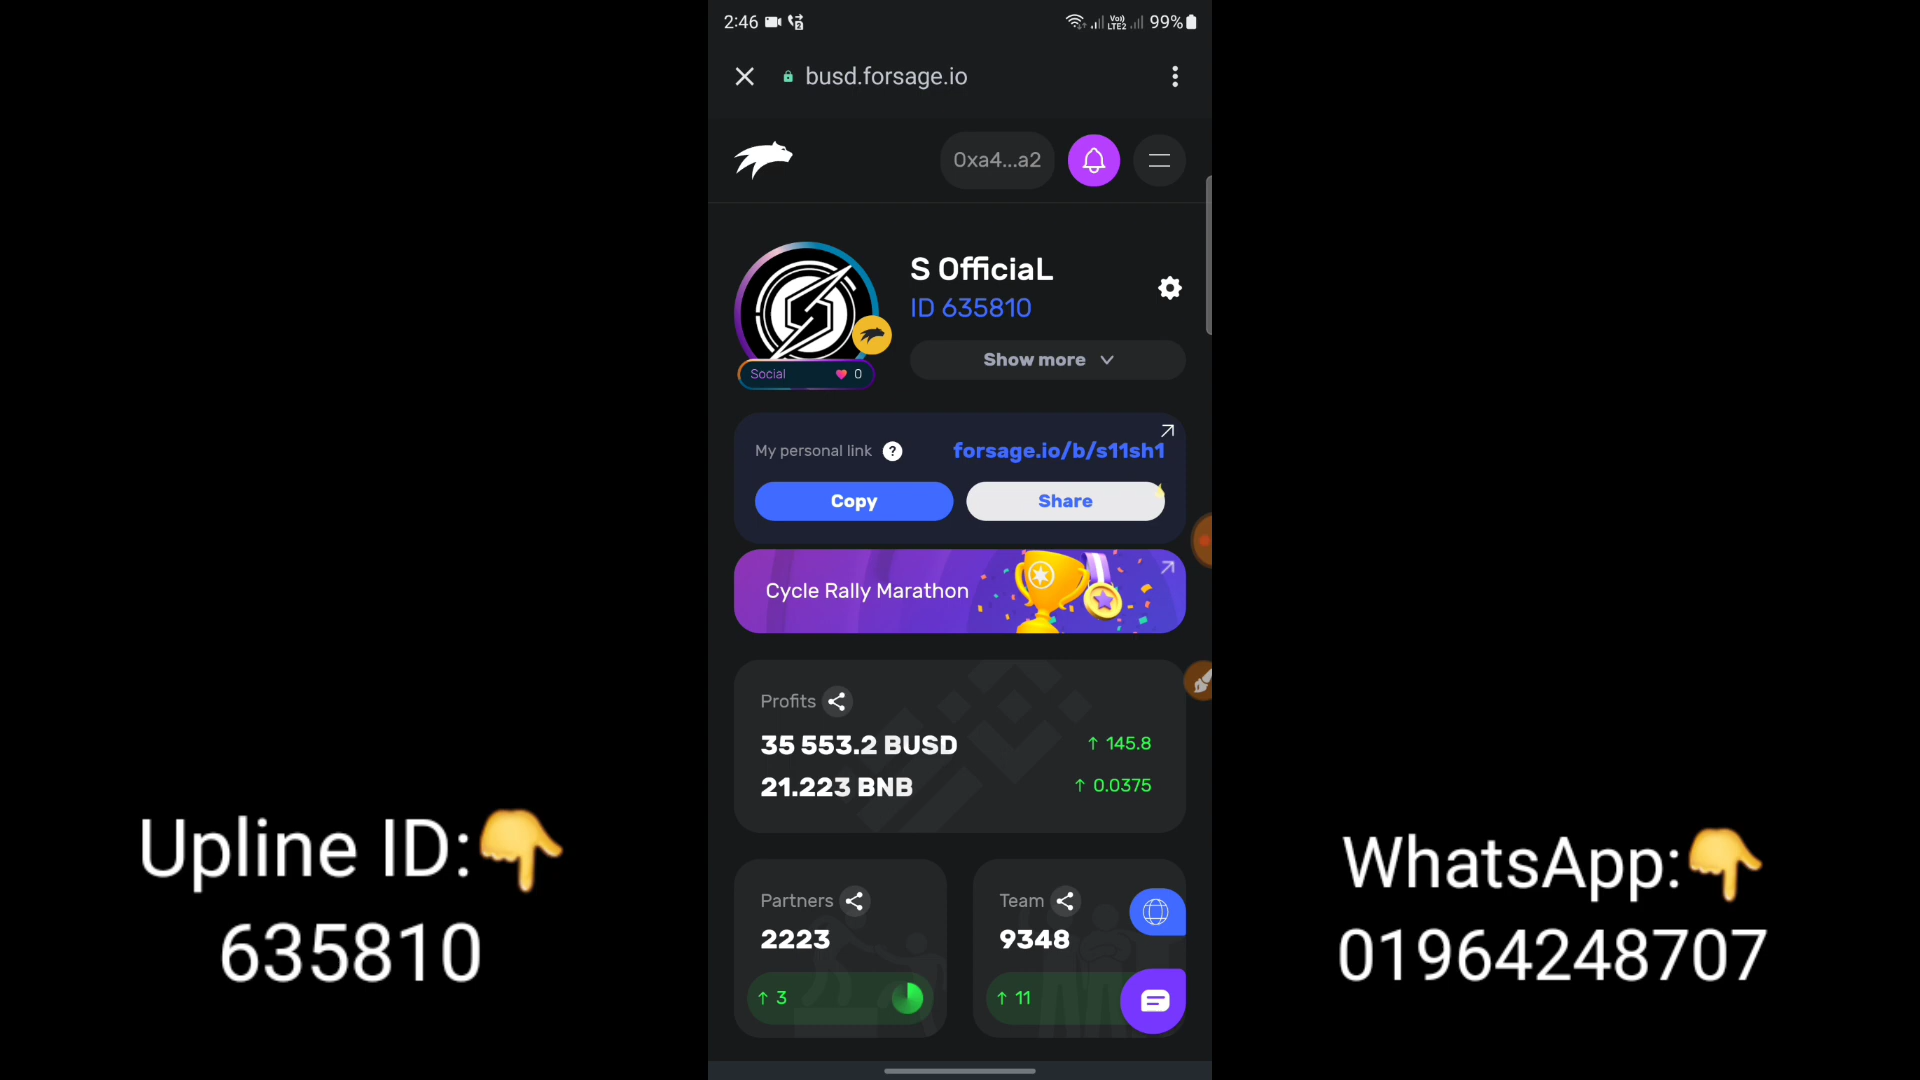 2:46
Vo))
LTE2
99%
busd.forsage.io
0xa4...a2
S OfficiaL
ID 635810
Show more
Social 0
My personal link ? forsage.io/b/s11sh1
Copy Share
Cycle Rally Marathon
Profits
35 553.2 BUSD ↑ 145.8
21.223 BNB ↑ 0.0375
Partners
2223
↑ 3
Team
9348
↑ 11
Upline ID:👇
635810
WhatsApp:👇
01964248707